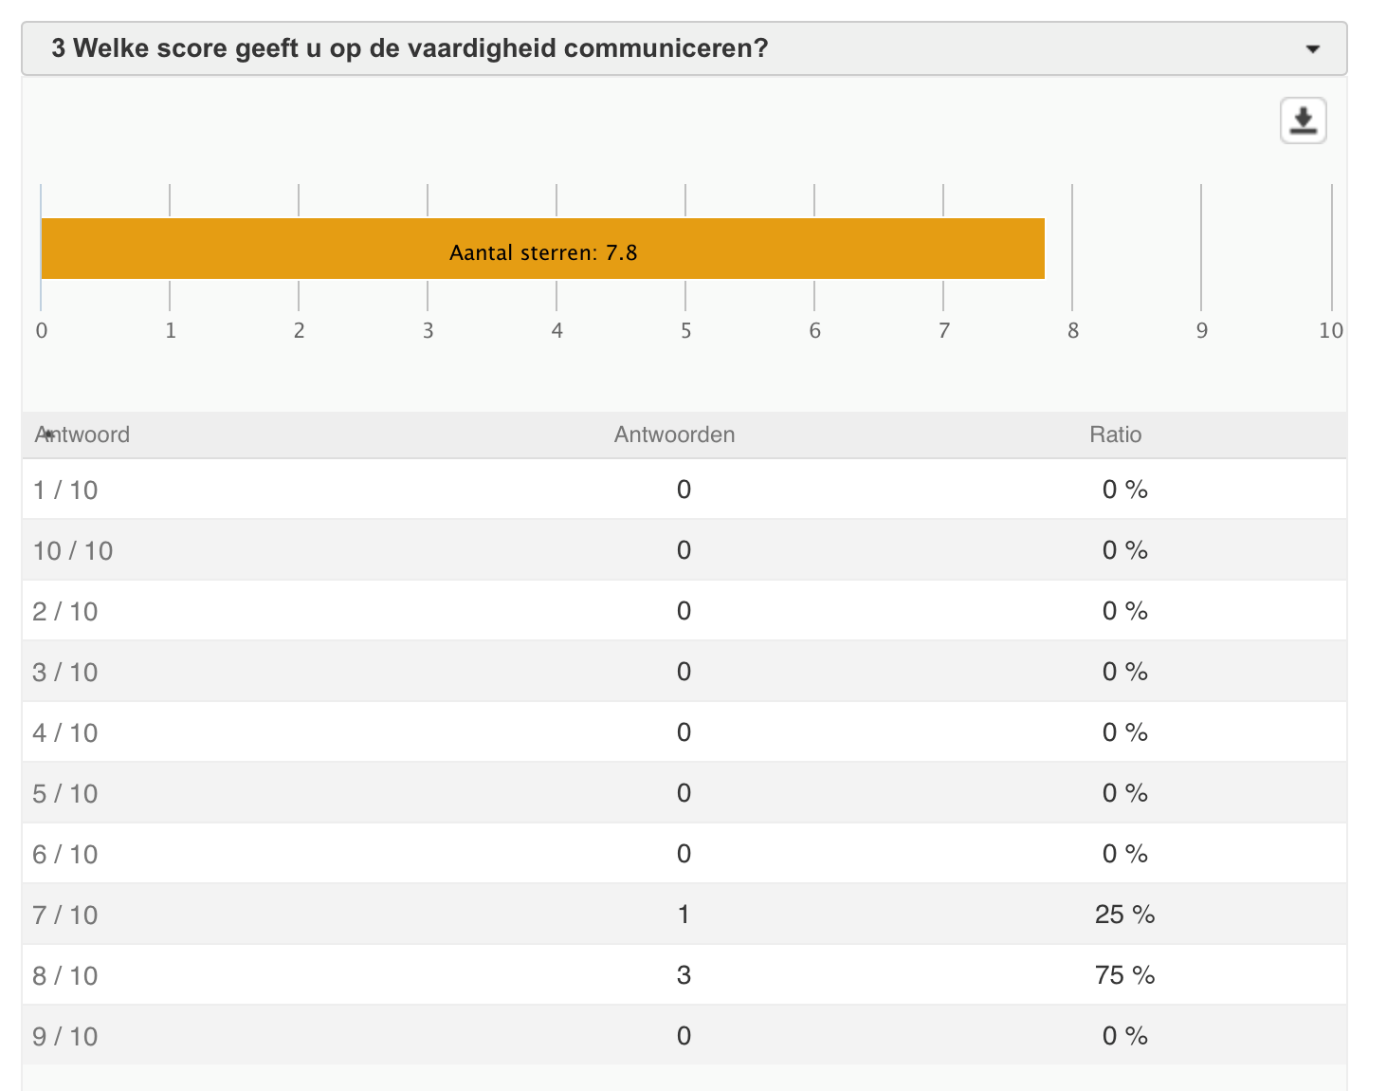 3 Welke score geeft u op de vaardigheid communiceren?
Aantal sterren: 7.8
0 1 2 3 4 5 6 7 8 9 10
Antwoord Antwoorden Ratio
1 / 10 0 0 %
10 / 10 0 0 %
2 / 10 0 0 %
3 / 10 0 0 %
4 / 10 0 0 %
5 / 10 0 0 %
6 / 10 0 0 %
7 / 10 1 25 %
8 / 10 3 75 %
9 / 10 0 0 %